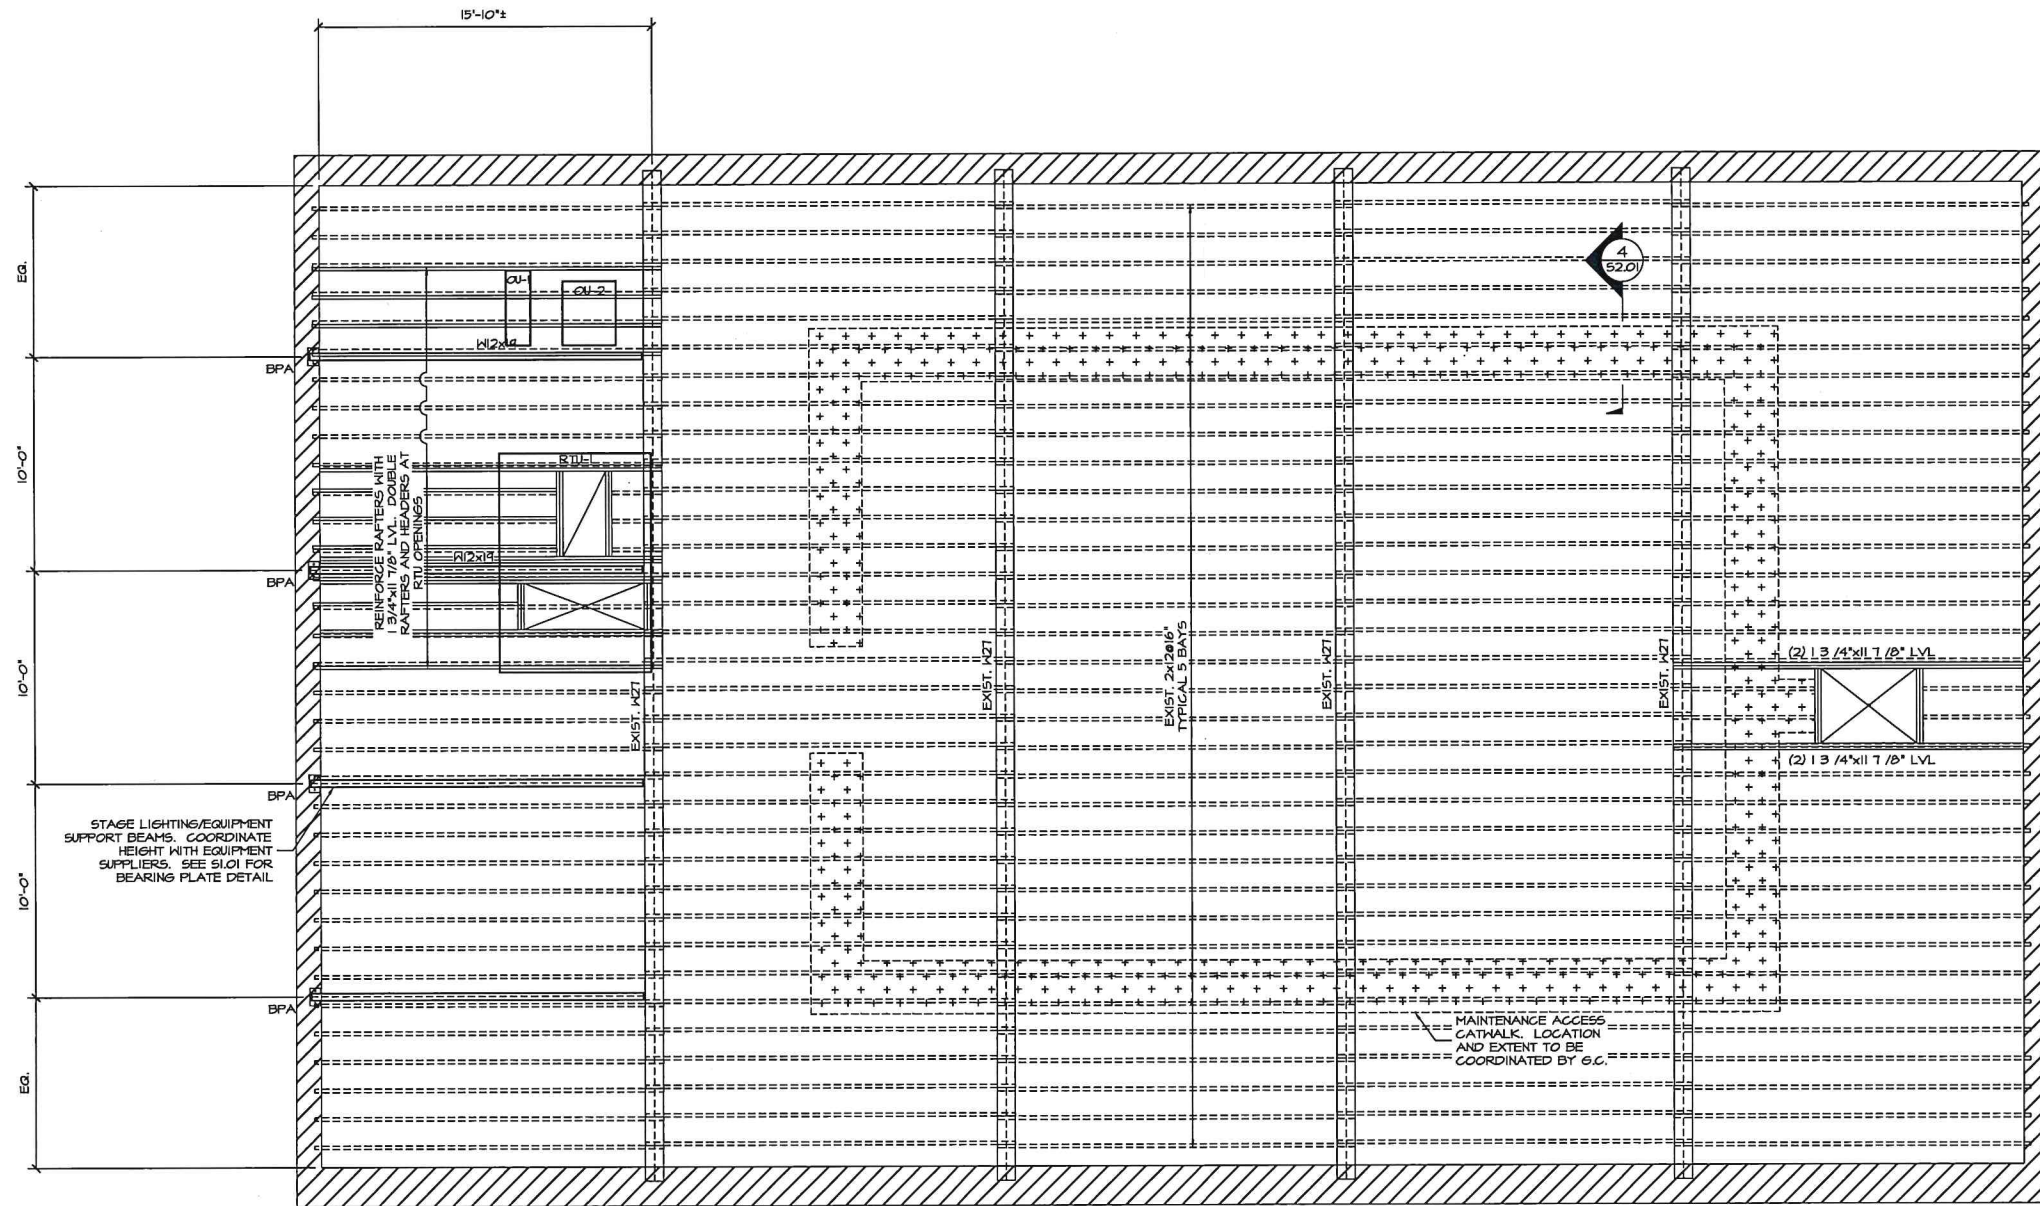 15'-10"±
EQ.
10'-0"
10'-0"
10'-0"
EQ.
BPA
BPA
BPA
BPA
OU-1
OU-2
W12x19
RTU-1
W12x19
REINFORCE RAFTERS WITH
1 3/4"x11 7/8" LVL. DOUBLE
RAFTERS AND HEADERS AT
RTU OPENINGS
STAGE LIGHTING/EQUIPMENT
SUPPORT BEAMS. COORDINATE
HEIGHT WITH EQUIPMENT
SUPPLIERS. SEE S1.01 FOR
BEARING PLATE DETAIL
EXIST. W27
EXIST. W27
EXIST. 2x12@16"
TYPICAL 5 BAYS
EXIST. W27
EXIST. W27
4
S2.01
(2) 1 3/4"x11 7/8" LVL
(2) 1 3/4"x11 7/8" LVL
MAINTENANCE ACCESS
CATWALK. LOCATION
AND EXTENT TO BE
COORDINATED BY G.C.